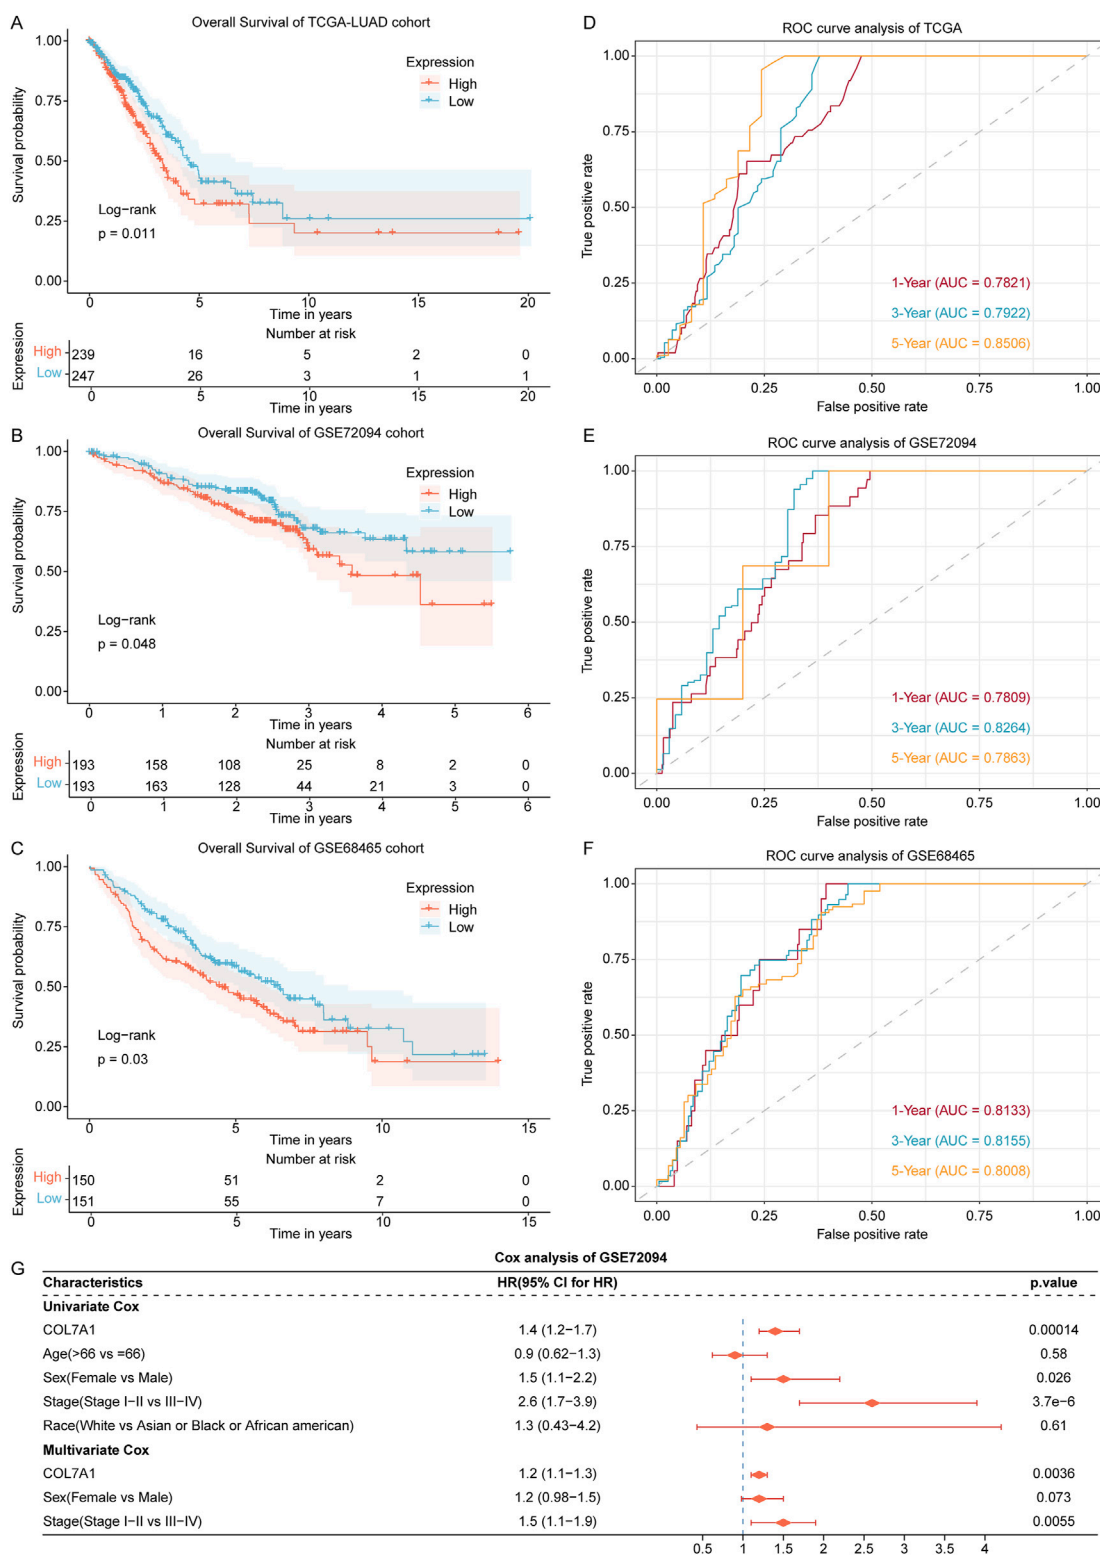 A
Overall Survival of TCGA-LUAD cohort
Survival probability
1.00
0.75
0.50
0.25
0.00
Expression
High
Low
Log-rank
p = 0.011
0 5 10 15 20
Time in years
Number at risk
Expression
High 239 16 5 2 0
Low 247 26 3 1 1
0 5 10 15 20
Time in years
B
Overall Survival of GSE72094 cohort
Survival probability
1.00
0.75
0.50
0.25
0.00
Expression
High
Low
Log-rank
p = 0.048
0 1 2 3 4 5 6
Time in years
Number at risk
Expression
High 193 158 108 25 8 2 0
Low 193 163 128 44 21 3 0
0 1 2 3 4 5 6
Time in years
C
Overall Survival of GSE68465 cohort
Survival probability
1.00
0.75
0.50
0.25
0.00
Expression
High
Low
Log-rank
p = 0.03
0 5 10 15
Time in years
Number at risk
Expression
High 150 51 2 0
Low 151 55 7 0
0 5 10 15
Time in years
D
ROC curve analysis of TCGA
True positive rate
1.00
0.75
0.50
0.25
0.00
1-Year (AUC = 0.7821)
3-Year (AUC = 0.7922)
5-Year (AUC = 0.8506)
0.00 0.25 0.50 0.75 1.00
False positive rate
E
ROC curve analysis of GSE72094
True positive rate
1.00
0.75
0.50
0.25
0.00
1-Year (AUC = 0.7809)
3-Year (AUC = 0.8264)
5-Year (AUC = 0.7863)
0.00 0.25 0.50 0.75 1.00
False positive rate
F
ROC curve analysis of GSE68465
True positive rate
1.00
0.75
0.50
0.25
0.00
1-Year (AUC = 0.8133)
3-Year (AUC = 0.8155)
5-Year (AUC = 0.8008)
0.00 0.25 0.50 0.75 1.00
False positive rate
G
Cox analysis of GSE72094
Characteristics HR(95% CI for HR) p.value
Univariate Cox
COL7A1 1.4 (1.2-1.7) 0.00014
Age(>66 vs =66) 0.9 (0.62-1.3) 0.58
Sex(Female vs Male) 1.5 (1.1-2.2) 0.026
Stage(Stage I-II vs III-IV) 2.6 (1.7-3.9) 3.7e-6
Race(White vs Asian or Black or African american) 1.3 (0.43-4.2) 0.61
Multivariate Cox
COL7A1 1.2 (1.1-1.3) 0.0036
Sex(Female vs Male) 1.2 (0.98-1.5) 0.073
Stage(Stage I-II vs III-IV) 1.5 (1.1-1.9) 0.0055
0.5 1 1.5 2 2.5 3 3.5 4